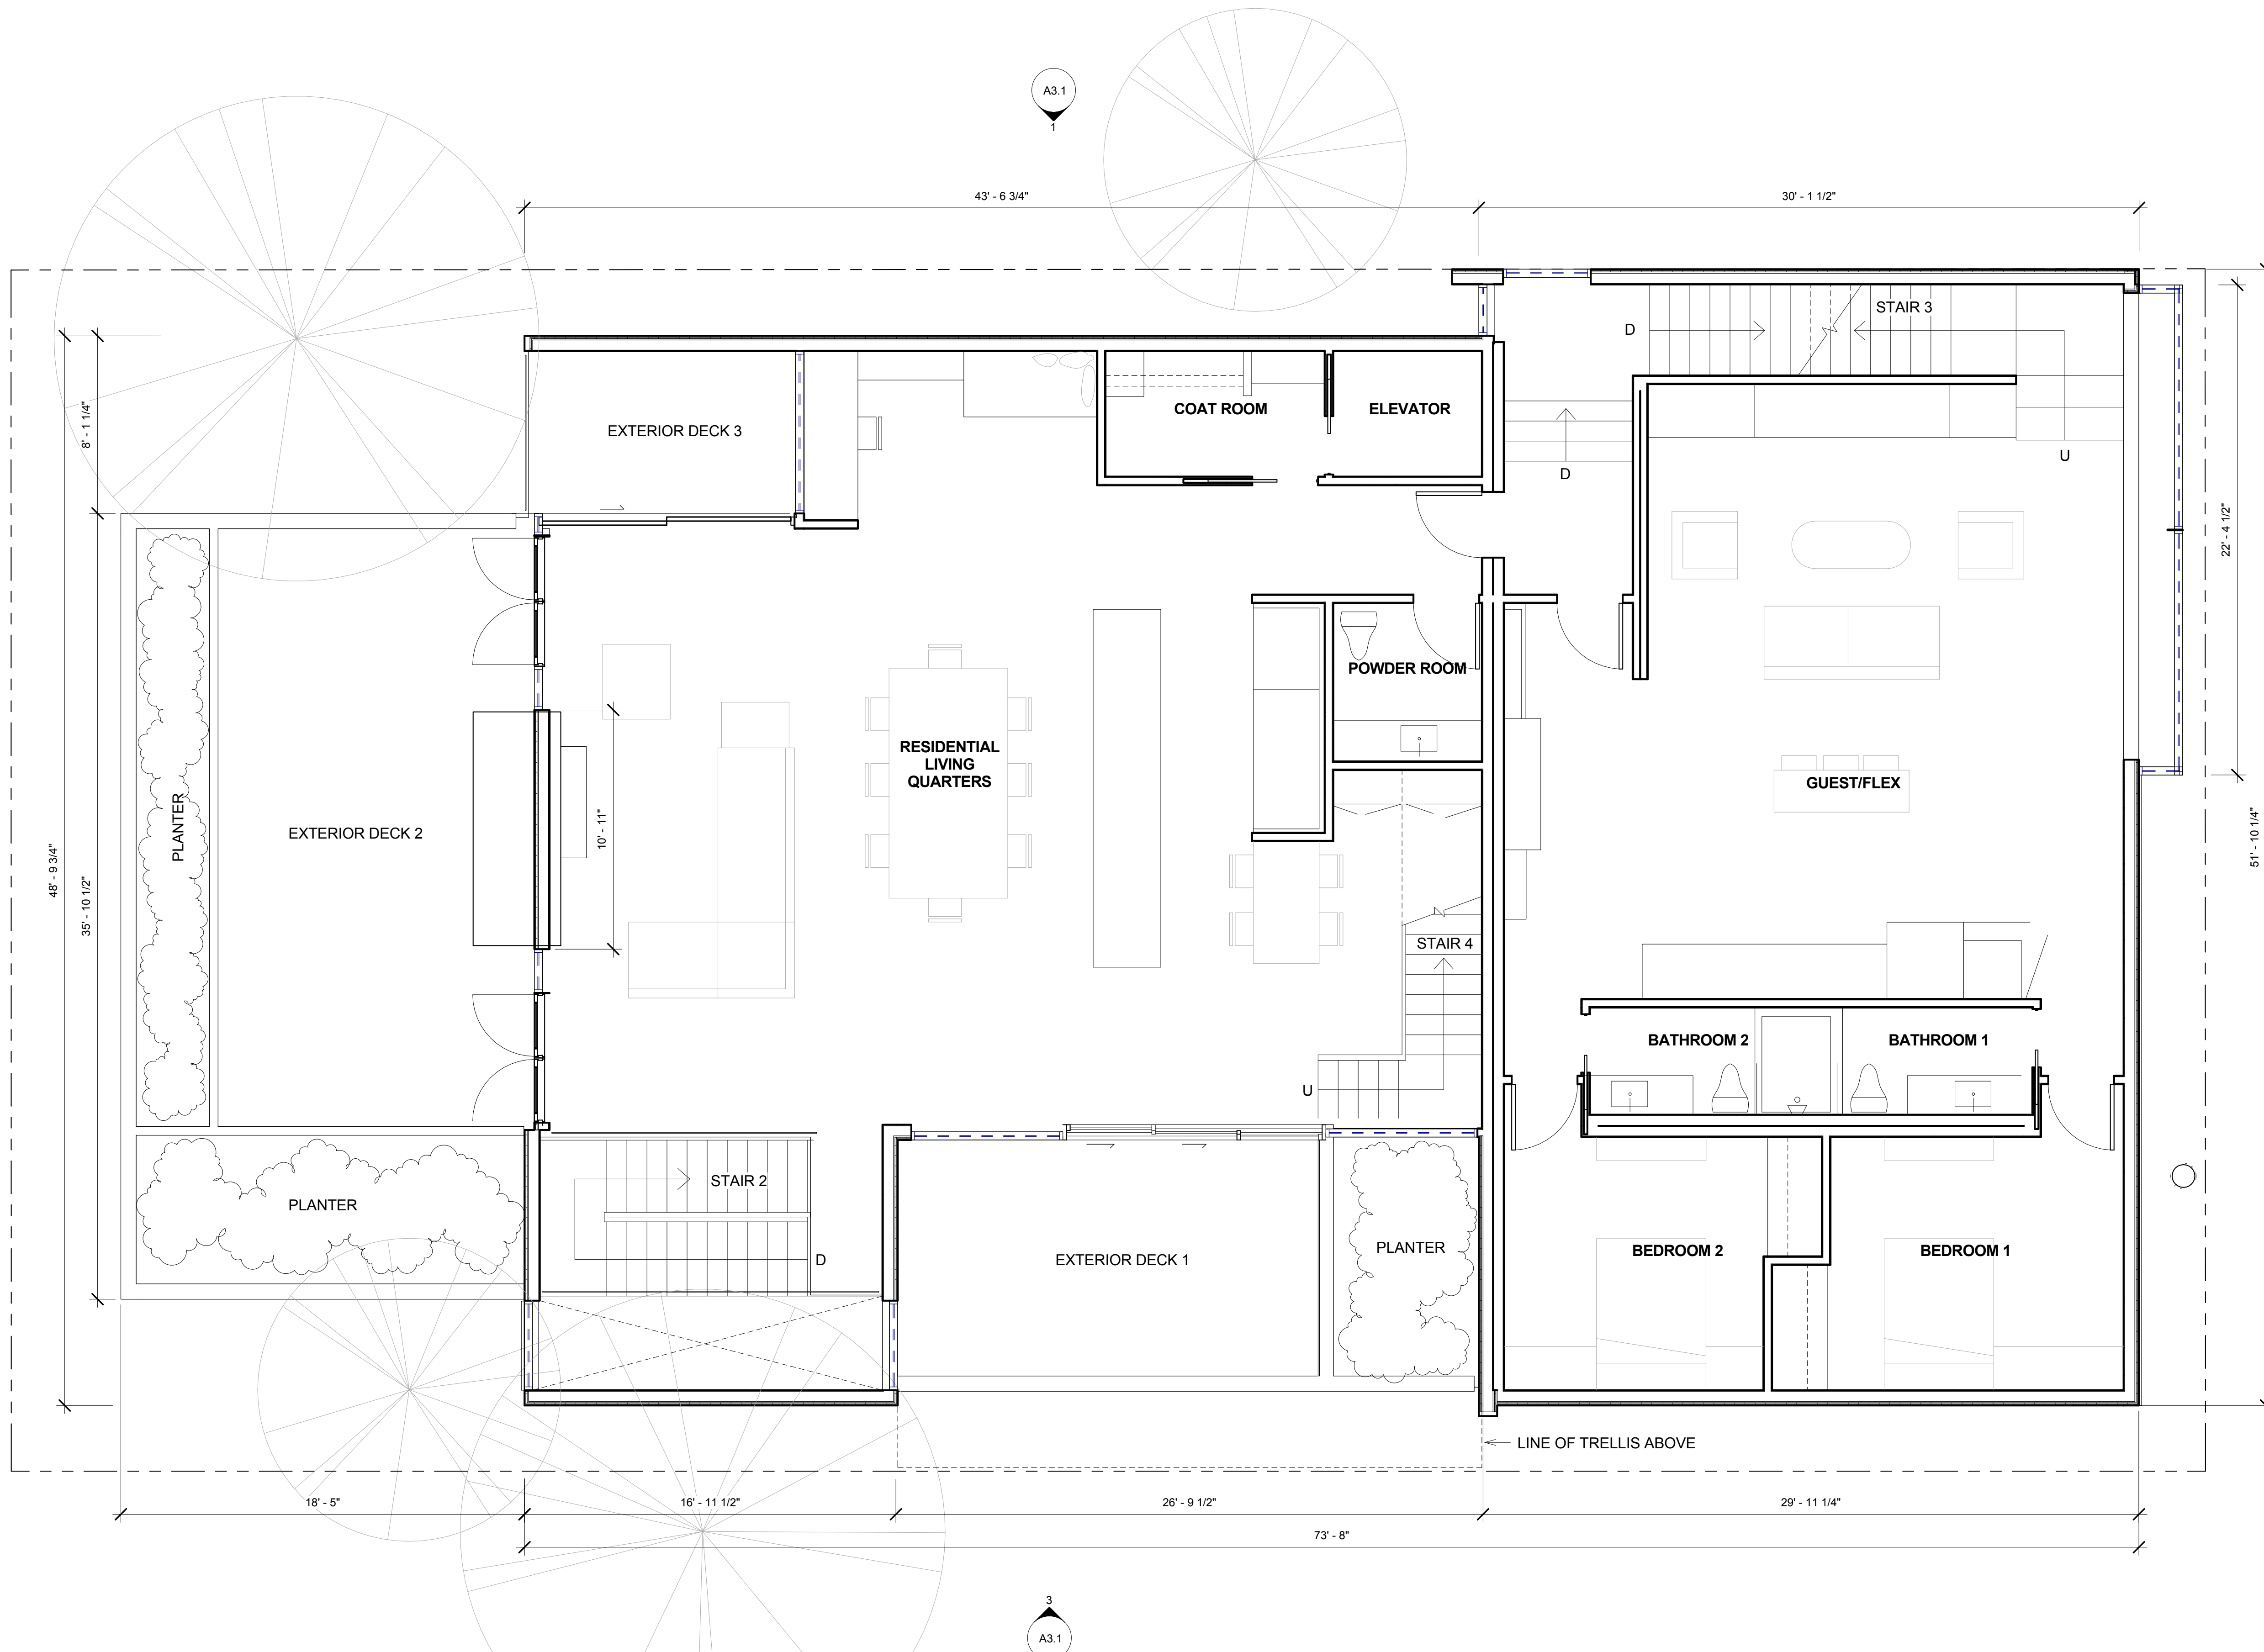 A3.1
1
43' - 6 3/4"
30' - 1 1/2"
STAIR 3
D
8' - 1 1/4"
COAT ROOM
ELEVATOR
EXTERIOR DECK 3
U
D
22' - 4 1/2"
POWDER ROOM
RESIDENTIAL
LIVING
QUARTERS
GUEST/FLEX
PLANTER
EXTERIOR DECK 2
10' - 11"
48' - 9 3/4"
35' - 10 1/2"
51' - 10 1/4"
STAIR 4
BATHROOM 2
BATHROOM 1
U
STAIR 2
PLANTER
D
EXTERIOR DECK 1
PLANTER
BEDROOM 2
BEDROOM 1
LINE OF TRELLIS ABOVE
18' - 5"
16' - 11 1/2"
26' - 9 1/2"
29' - 11 1/4"
73' - 8"
3
A3.1